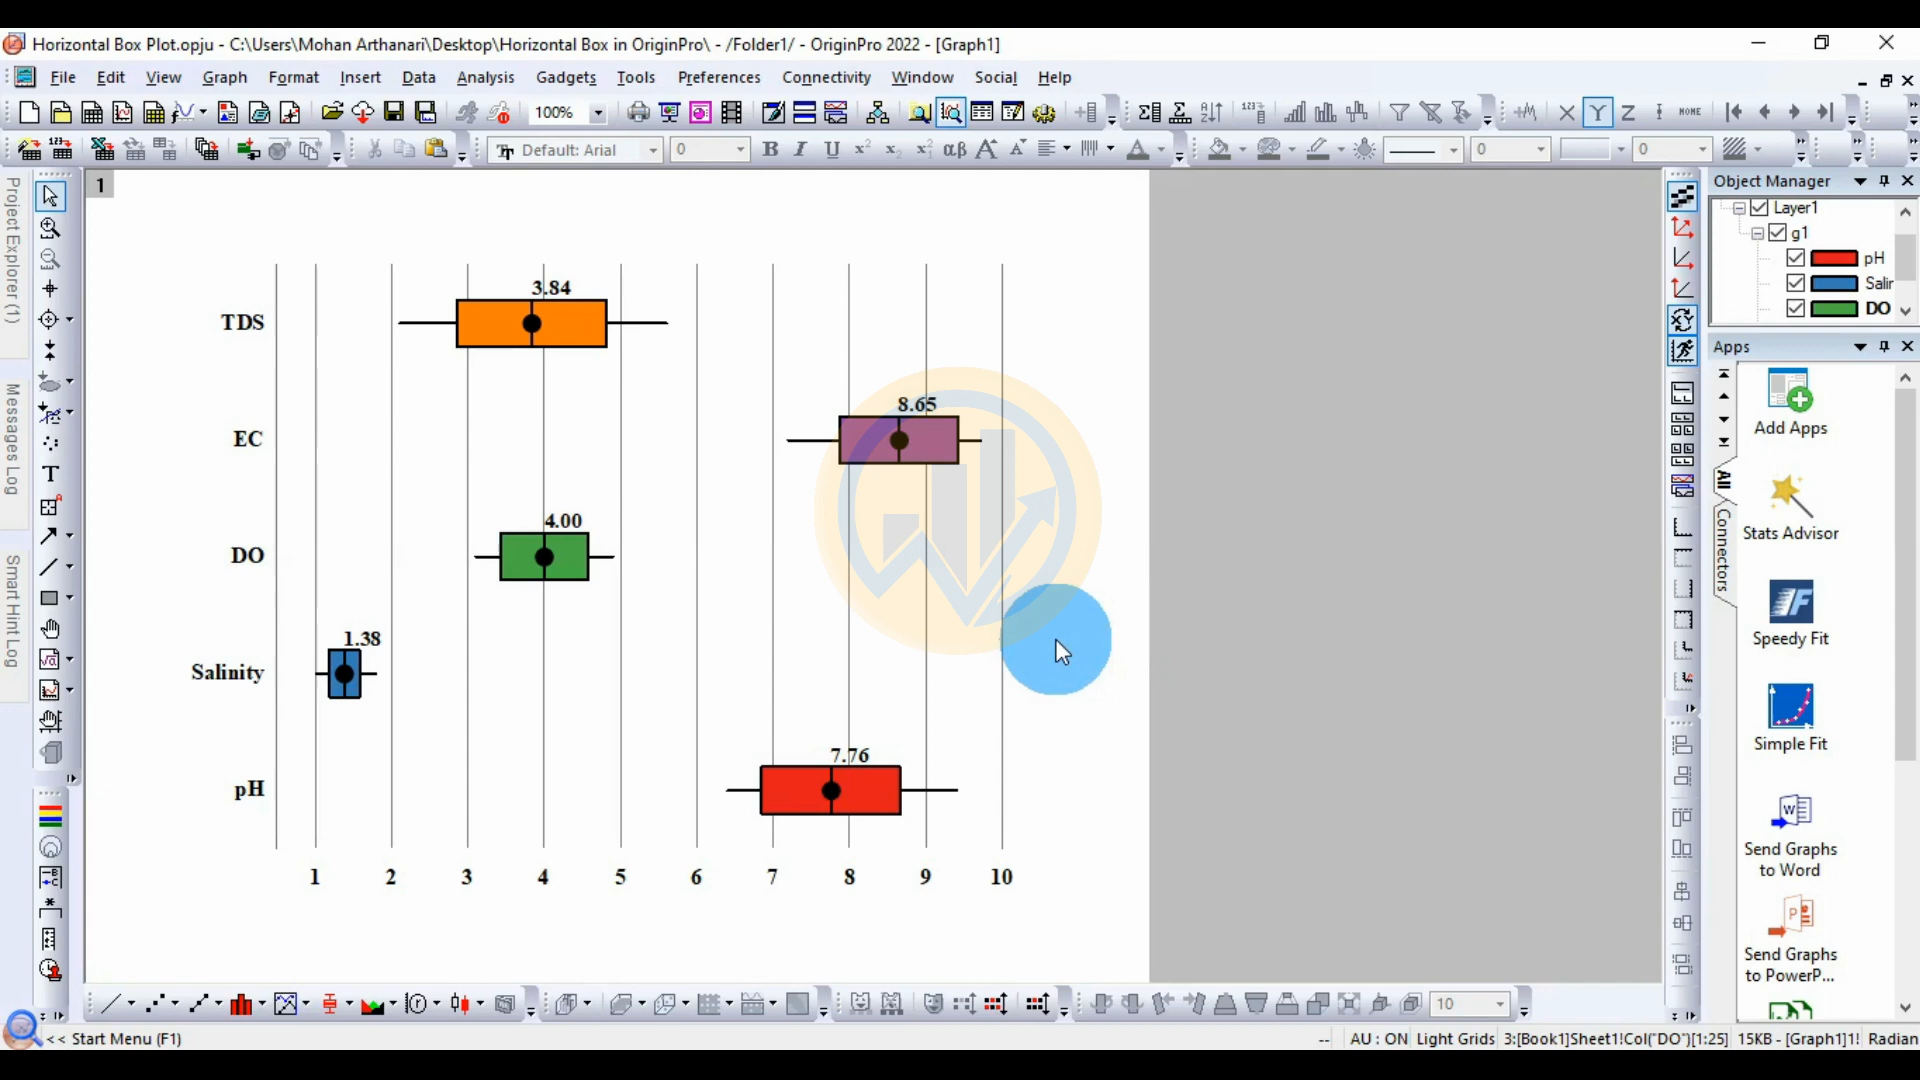 Horizontal Box Plot.opju - C:\Users\Mohan Arthanari\Desktop\Horizontal Box in OriginPro\ - /Folder1/ - OriginPro 2022 - [Graph1]
File Edit View Graph Format Insert Data Analysis Gadgets Tools Preferences Connectivity Window Social Help
100%
X Y Z HOME
Default: Arial 0 B I U αβ A A 0 0
Project Explorer (1)
Messages Log
Smart Hint Log
1
TDS 3.84
EC 8.65
DO 4.00
Salinity 1.38
pH 7.76
1 2 3 4 5 6 7 8 9 10
Object Manager
Layer1
g1
pH
Salir
DO
Apps
All
Connectors
Add Apps
Stats Advisor
Speedy Fit
Simple Fit
Send Graphs
to Word
Send Graphs
to PowerP...
10
<< Start Menu (F1)
-- AU : ON Light Grids 3:[Book1]Sheet1!Col("DO")[1:25] 15KB - [Graph1]1! Radian